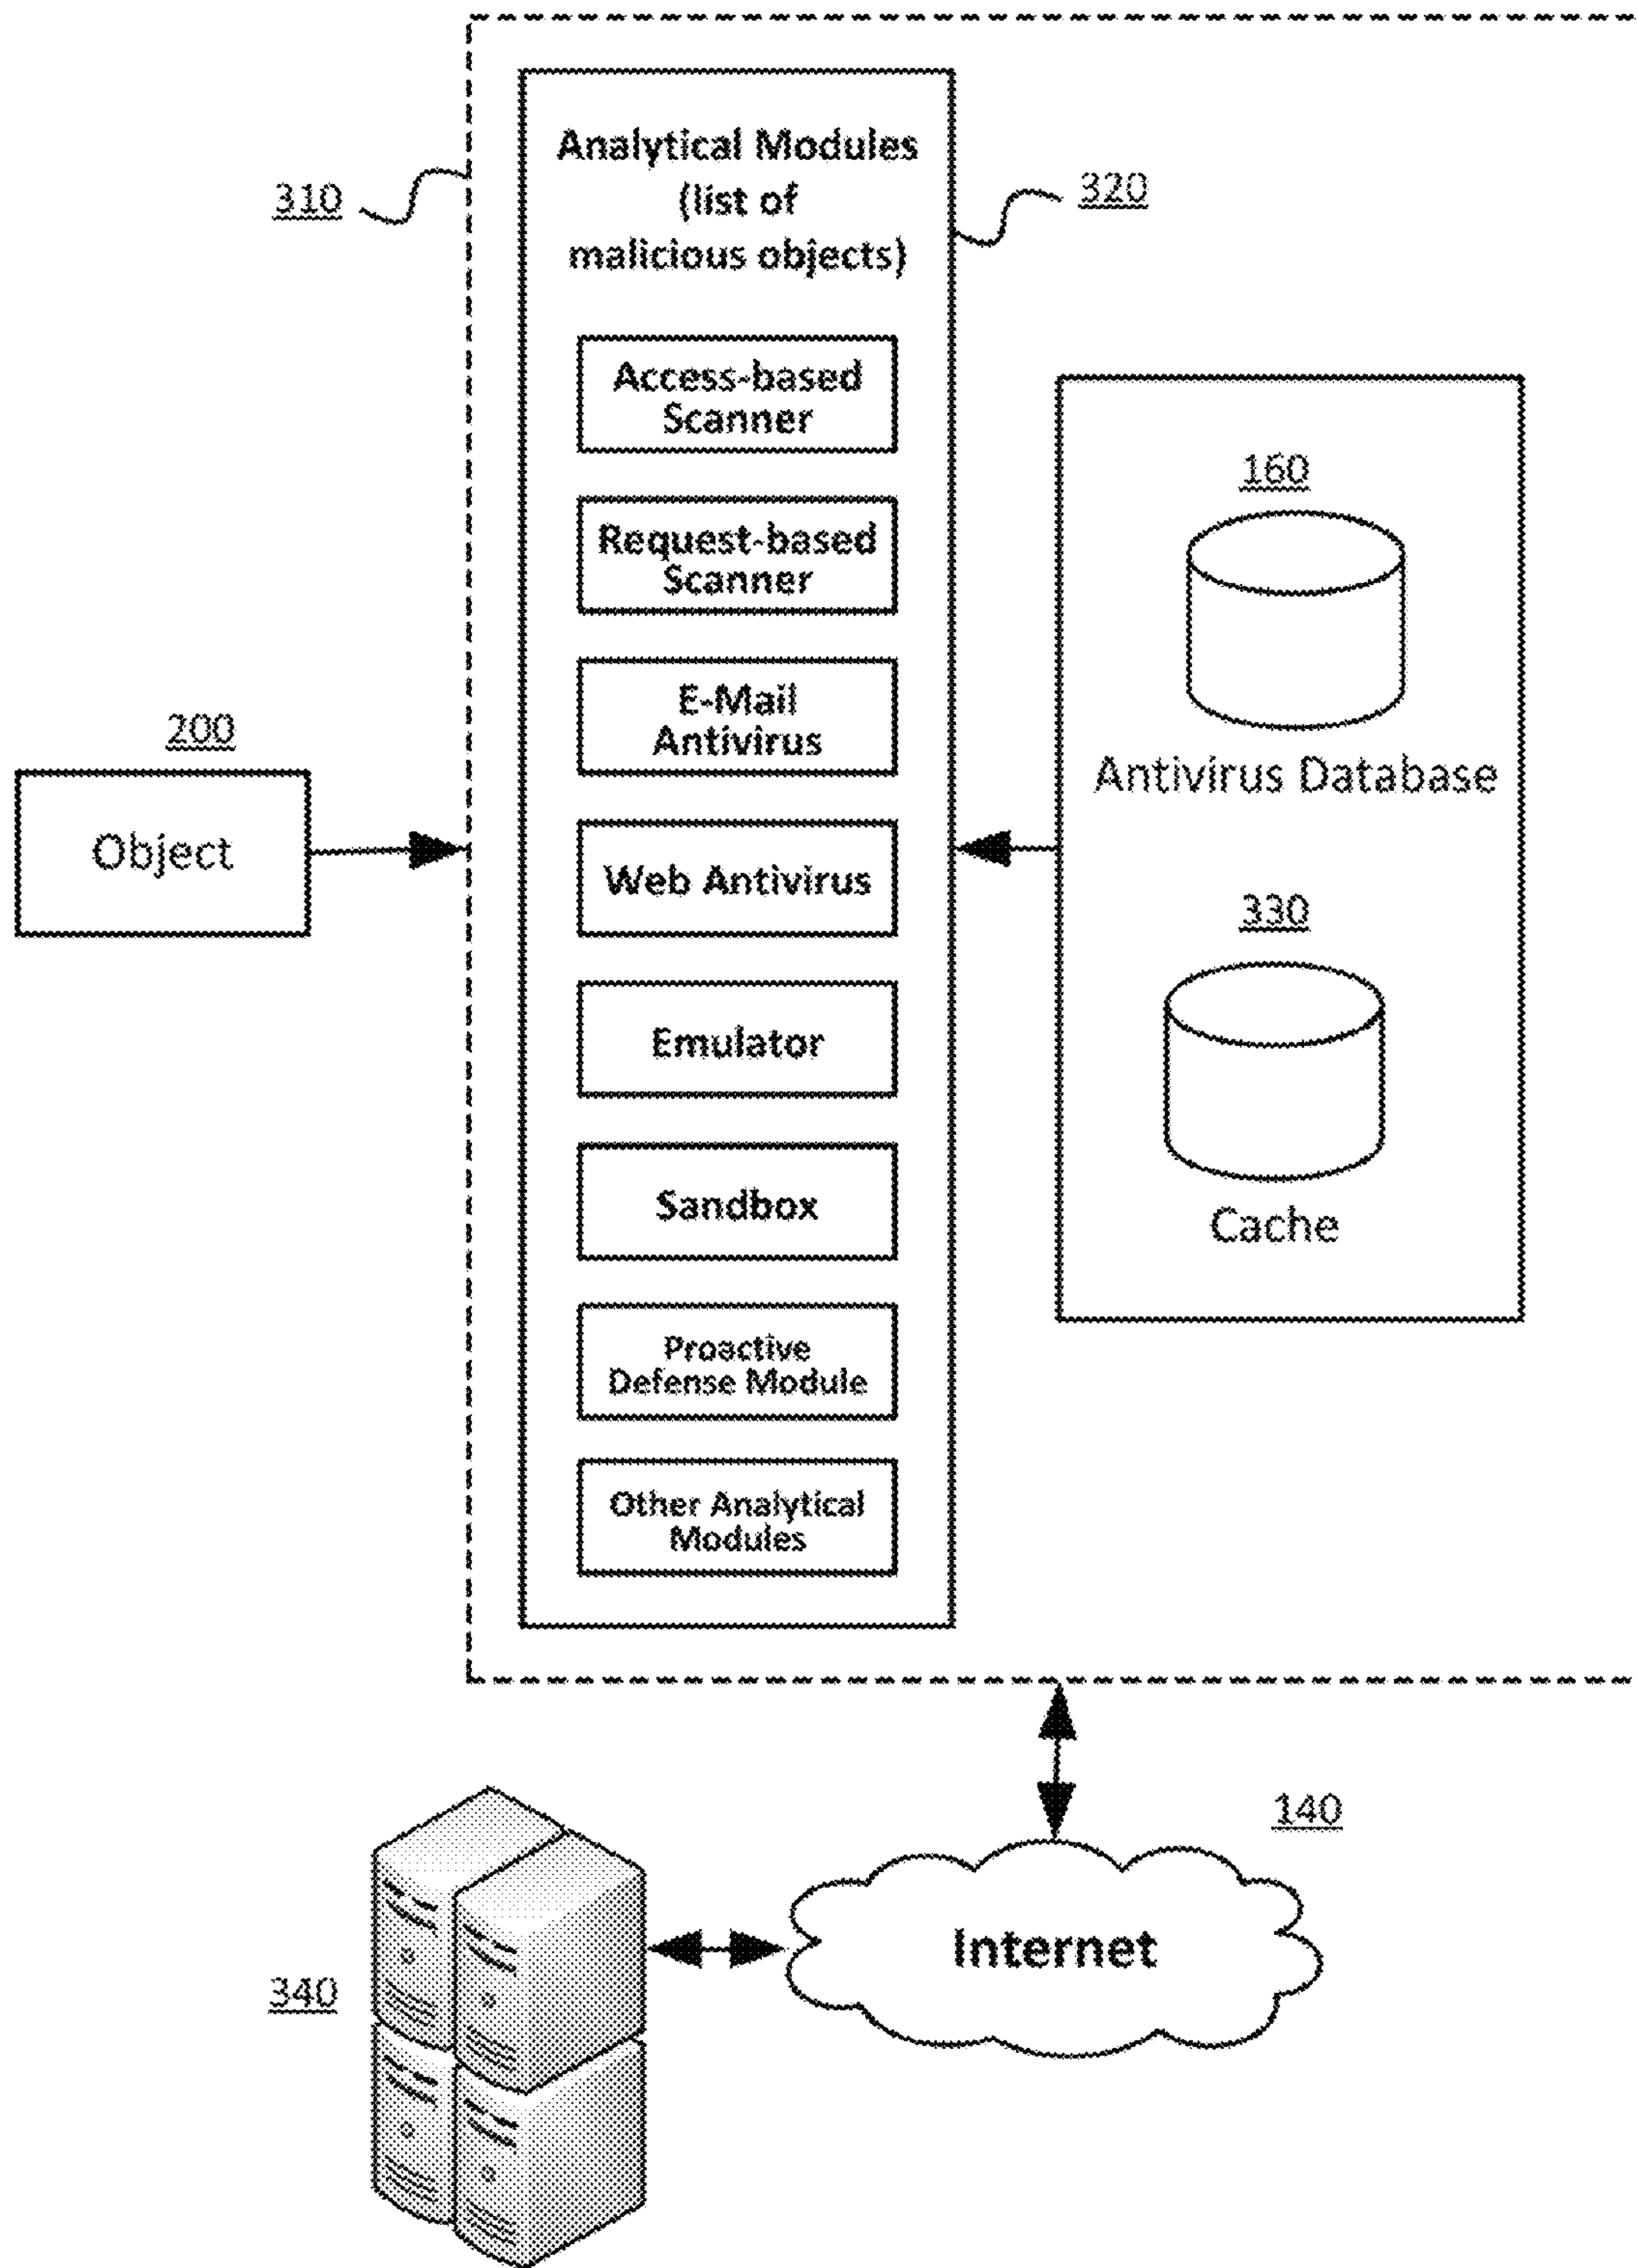 310
Analytical Modules
(list of
malicious objects)
320
Access-based
Scanner
Request-based
Scanner
E-Mail
Antivirus
Web Antivirus
Emulator
Sandbox
Proactive
Defense Module
Other Analytical
Modules
200
Object
160
Antivirus Database
330
Cache
140
Internet
340